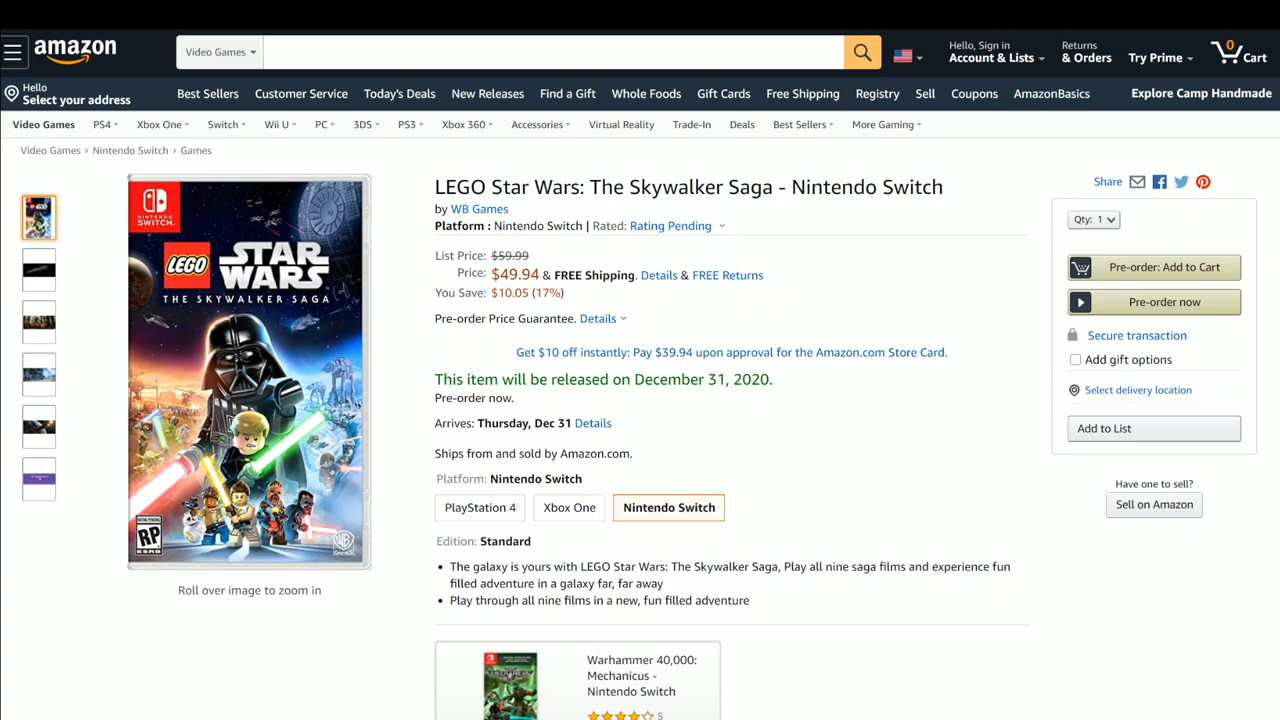 amazon
Video Games
Hello, Sign in
Account & Lists
Returns
& Orders
Try Prime
0
Cart
Hello
Select your address
Best Sellers
Customer Service
Today's Deals
New Releases
Find a Gift
Whole Foods
Gift Cards
Free Shipping
Registry
Sell
Coupons
AmazonBasics
Explore Camp Handmade
Video Games
PS4
Xbox One
Switch
Wii U
PC
3DS
PS3
Xbox 360
Accessories
Virtual Reality
Trade-In
Deals
Best Sellers
More Gaming
Video Games › Nintendo Switch › Games
NINTENDO
SWITCH
LEGO
STAR
WARS
THE SKYWALKER SAGA
RATING PENDING
RP
ESRB
WB
GAMES
Roll over image to zoom in
LEGO Star Wars: The Skywalker Saga - Nintendo Switch
by WB Games
Platform : Nintendo Switch | Rated: Rating Pending
List Price: $59.99
Price: $49.94 & FREE Shipping. Details & FREE Returns
You Save: $10.05 (17%)
Pre-order Price Guarantee. Details
Get $10 off instantly: Pay $39.94 upon approval for the Amazon.com Store Card.
This item will be released on December 31, 2020.
Pre-order now.
Arrives: Thursday, Dec 31 Details
Ships from and sold by Amazon.com.
Platform: Nintendo Switch
PlayStation 4
Xbox One
Nintendo Switch
Edition: Standard
• The galaxy is yours with LEGO Star Wars: The Skywalker Saga, Play all nine saga films and experience fun
filled adventure in a galaxy far, far away
• Play through all nine films in a new, fun filled adventure
Warhammer 40,000:
Mechanicus -
Nintendo Switch
5
Share
Qty: 1
Pre-order: Add to Cart
Pre-order now
Secure transaction
Add gift options
Select delivery location
Add to List
Have one to sell?
Sell on Amazon